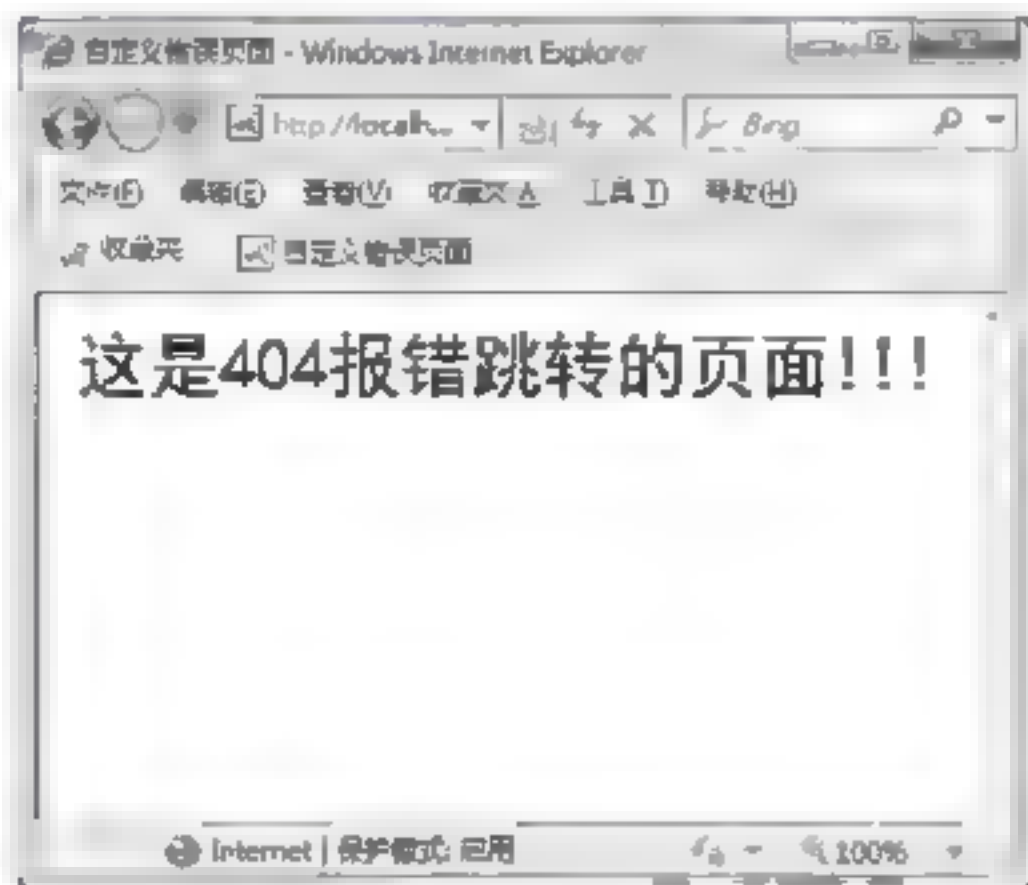 自定义错误页面 - Windows Internet Explorer
http://localh... Bing
文件(F) 编辑(E) 查看(V) 收藏夹(A) 工具(T) 帮助(H)
收藏夹 自定义错误页面
这是404报错跳转的页面!!!
Internet | 保护模式: 启用 100%